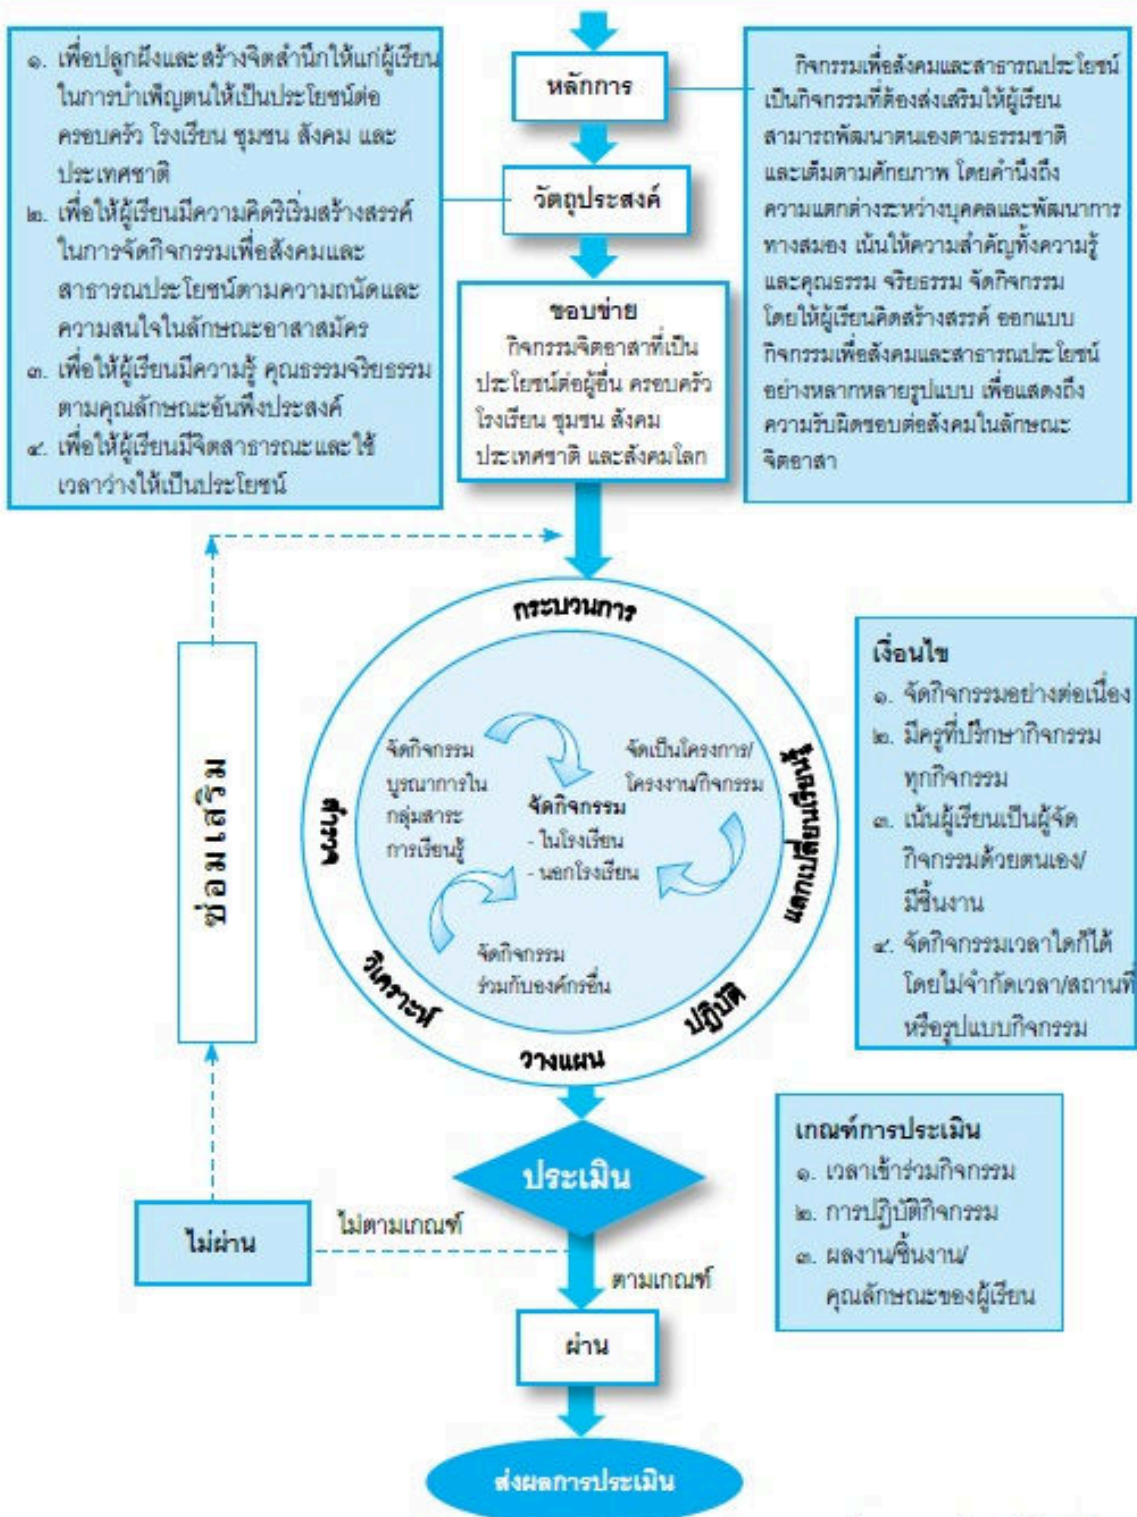 หลักการ
๑. เพื่อปลูกฝังและสร้างจิตสำนึกให้แก่ผู้เรียน
ในการบำเพ็ญตนให้เป็นประโยชน์ต่อ
ครอบครัว โรงเรียน ชุมชน สังคม และ
ประเทศชาติ
๒. เพื่อให้ผู้เรียนมีความคิดริเริ่มสร้างสรรค์
ในการจัดกิจกรรมเพื่อสังคมและ
สาธารณประโยชน์ตามความถนัดและ
ความสนใจในลักษณะอาสาสมัคร
๓. เพื่อให้ผู้เรียนมีความรู้ คุณธรรมจริยธรรม
ตามคุณลักษณะอันพึงประสงค์
๔. เพื่อให้ผู้เรียนมีจิตสาธารณะและใช้
เวลาว่างให้เป็นประโยชน์
กิจกรรมเพื่อสังคมและสาธารณประโยชน์
เป็นกิจกรรมที่ต้องส่งเสริมให้ผู้เรียน
สามารถพัฒนาตนเองตามธรรมชาติ
และเต็มตามศักยภาพ โดยคำนึงถึง
ความแตกต่างระหว่างบุคคลและพัฒนาการ
ทางสมอง เน้นให้ความสำคัญทั้งความรู้
และคุณธรรม จริยธรรม จัดกิจกรรม
โดยให้ผู้เรียนคิดสร้างสรรค์ ออกแบบ
กิจกรรมเพื่อสังคมและสาธารณประโยชน์
อย่างหลากหลายรูปแบบ เพื่อแสดงถึง
ความรับผิดชอบต่อสังคมในลักษณะ
จิตอาสา
วัตถุประสงค์
ขอบข่าย
กิจกรรมจิตอาสาที่เป็น
ประโยชน์ต่อผู้อื่น ครอบครัว
โรงเรียน ชุมชน สังคม
ประเทศชาติ และสังคมโลก
กระบวนการ
สำรวจ
วิเคราะห์
วางแผน
ปฏิบัติ
แลกเปลี่ยนเรียนรู้
จัดกิจกรรม
บูรณาการใน
กลุ่มสาระ
การเรียนรู้
จัดเป็นโครงการ/
โครงงาน/กิจกรรม
จัดกิจกรรม
- ในโรงเรียน
- นอกโรงเรียน
จัดกิจกรรม
ร่วมกับองค์กรอื่น
ซ่อมเสริม
เงื่อนไข
๑. จัดกิจกรรมอย่างต่อเนื่อง
๒. มีครูที่ปรึกษากิจกรรม
ทุกกิจกรรม
๓. เน้นผู้เรียนเป็นผู้จัด
กิจกรรมด้วยตนเอง/
มีชิ้นงาน
๔. จัดกิจกรรมเวลาใดก็ได้
โดยไม่จำกัดเวลา/สถานที่
หรือรูปแบบกิจกรรม
ประเมิน
เกณฑ์การประเมิน
๑. เวลาเข้าร่วมกิจกรรม
๒. การปฏิบัติกิจกรรม
๓. ผลงาน/ชิ้นงาน/
คุณลักษณะของผู้เรียน
ไม่ผ่าน
ไม่ตามเกณฑ์
ตามเกณฑ์
ผ่าน
ส่งผลการประเมิน